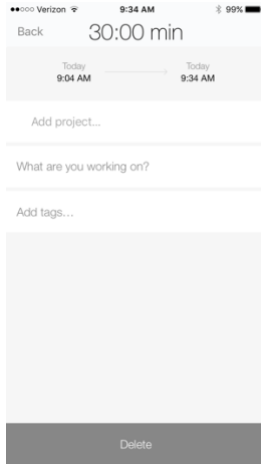 Verizon 9:34 AM 99%
Back 30:00 min
Today Today
9:04 AM 9:34 AM
Add project...
What are you working on?
Add tags...
Delete